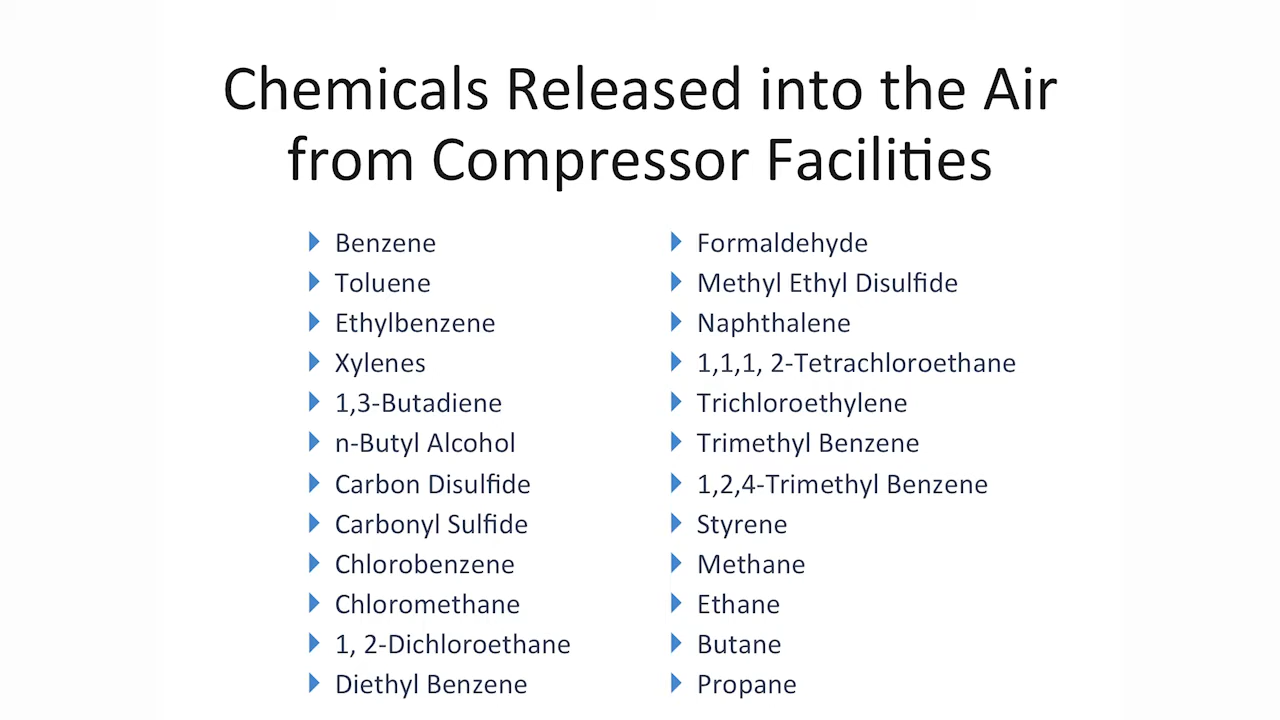 Chemicals Released into the Air
from Compressor Facilities
Benzene
Toluene
Ethylbenzene
Xylenes
1,3-Butadiene
n-Butyl Alcohol
Carbon Disulfide
Carbonyl Sulfide
Chlorobenzene
Chloromethane
1, 2-Dichloroethane
Diethyl Benzene
Formaldehyde
Methyl Ethyl Disulfide
Naphthalene
1,1,1, 2-Tetrachloroethane
Trichloroethylene
Trimethyl Benzene
1,2,4-Trimethyl Benzene
Styrene
Methane
Ethane
Butane
Propane